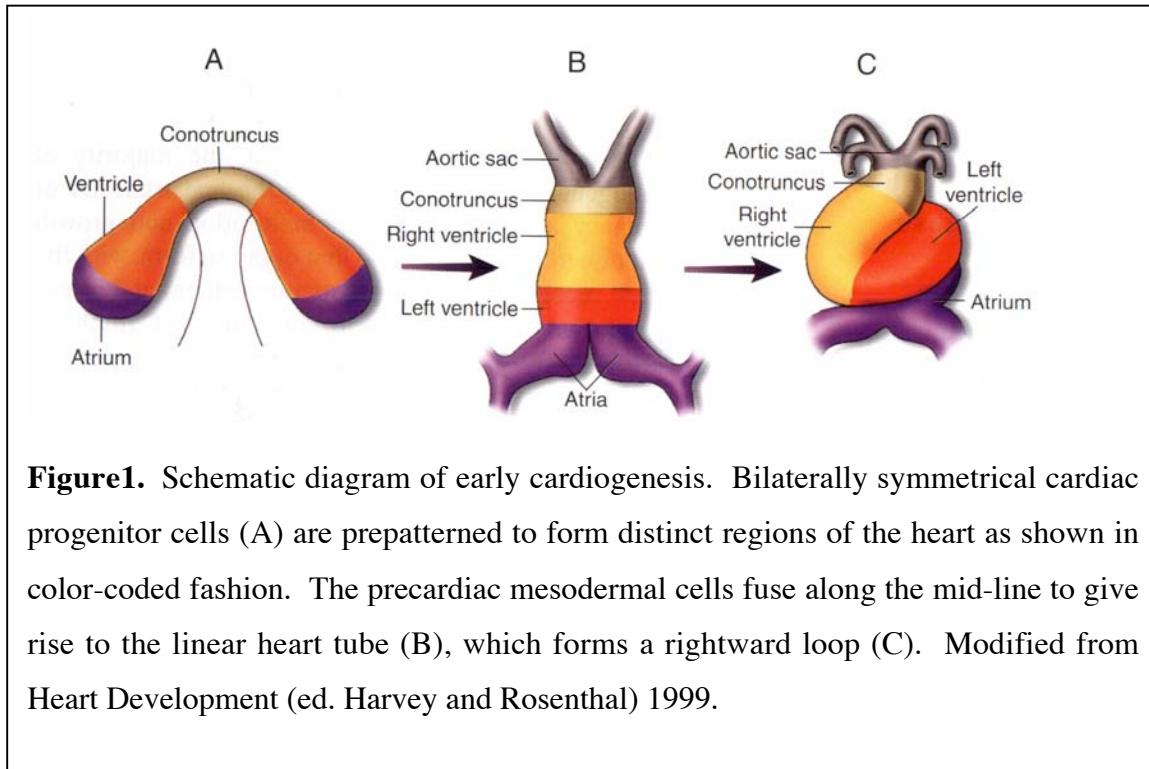 A
B
C
Conotruncus
Ventricle
Atrium
Aortic sac
Conotruncus
Right ventricle
Left ventricle
Atria
Aortic sac
Conotruncus
Left
ventricle
Right
ventricle
Atrium
Figure1. Schematic diagram of early cardiogenesis. Bilaterally symmetrical cardiac
progenitor cells (A) are prepatterned to form distinct regions of the heart as shown in
color-coded fashion. The precardiac mesodermal cells fuse along the mid-line to give
rise to the linear heart tube (B), which forms a rightward loop (C). Modified from
Heart Development (ed. Harvey and Rosenthal) 1999.